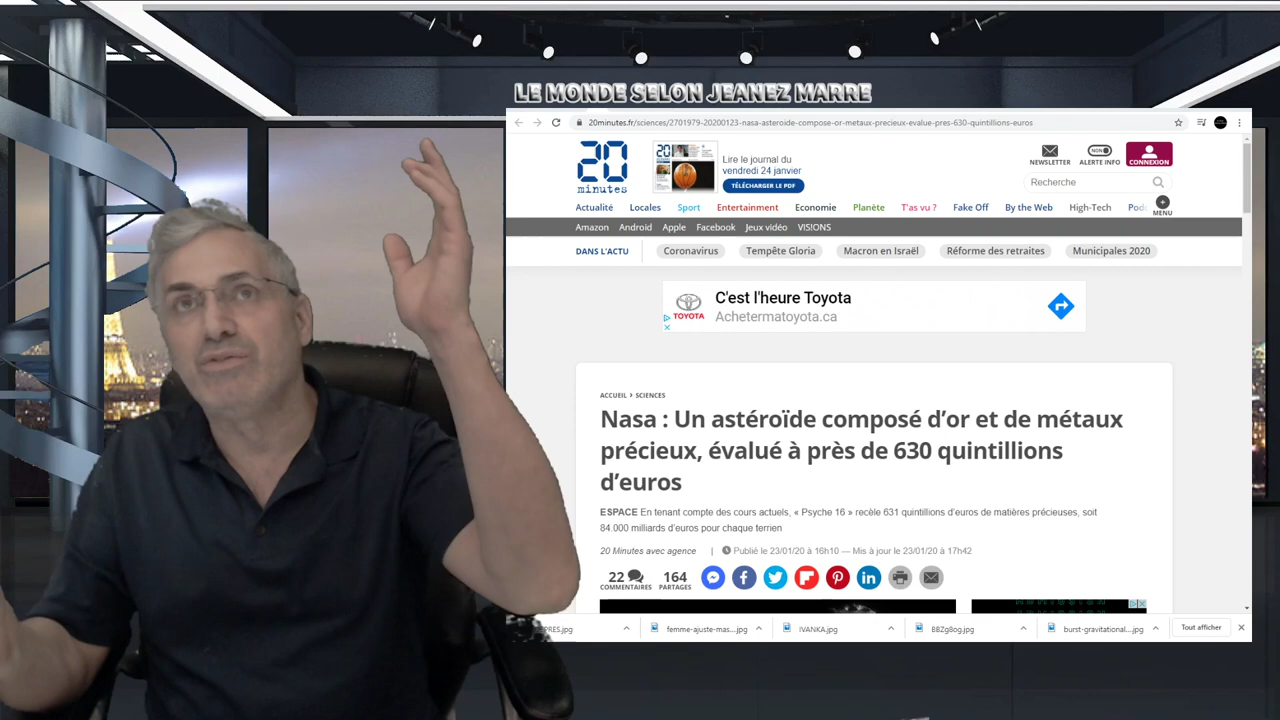 LE MONDE SELON JEANEZ MARRE
20minutes.fr/sciences/2701979-20200123-nasa-asteroide-compose-or-metaux-precieux-evalue-pres-630-quintillions-euros
20
minutes
20
Lire le journal du
vendredi 24 janvier
TÉLÉCHARGER LE PDF
NEWSLETTER
NON
ALERTE INFO
CONNEXION
Recherche
Actualité Locales Sport Entertainment Economie Planète T'as vu ? Fake Off By the Web High-Tech
MENU
Amazon Android Apple Facebook Jeux vidéo VISIONS
DANS L'ACTU Coronavirus Tempête Gloria Macron en Israël Réforme des retraites Municipales 2020
TOYOTA
C'est l'heure Toyota
Achetermatoyota.ca
ACCUEIL > SCIENCES
Nasa : Un astéroïde composé d’or et de métaux
précieux, évalué à près de 630 quintillions
d’euros
ESPACE En tenant compte des cours actuels, « Psyche 16 » recèle 631 quintillions d’euros de matières précieuses, soit
84.000 milliards d’euros pour chaque terrien
20 Minutes avec agence | Publié le 23/01/20 à 16h10 — Mis à jour le 23/01/20 à 17h42
22
COMMENTAIRES
164
PARTAGES
PRES.jpg femme-ajuste-mas....jpg IVANKA.jpg BBZg8og.jpg burst-gravitational....jpg Tout afficher